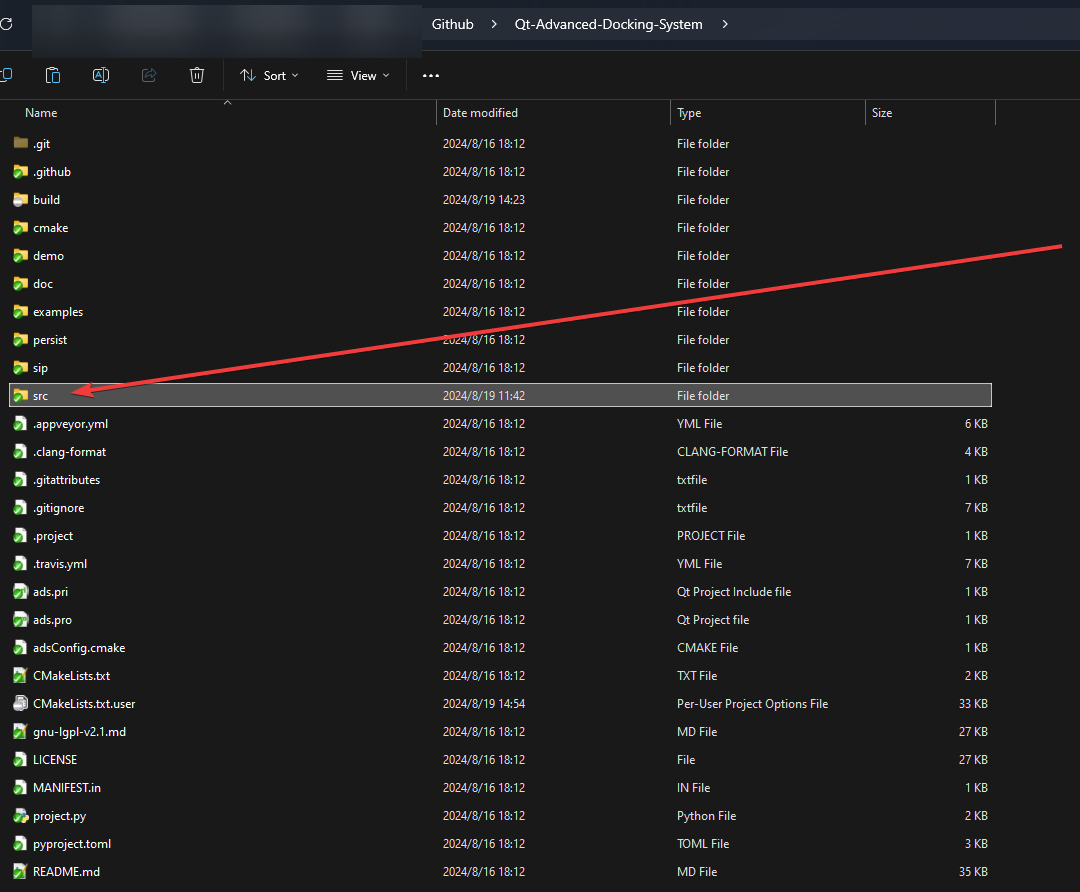 Github > Qt-Advanced-Docking-System >
Sort View ...
Name Date modified Type Size
.git 2024/8/16 18:12 File folder
.github 2024/8/16 18:12 File folder
build 2024/8/19 14:23 File folder
cmake 2024/8/16 18:12 File folder
demo 2024/8/16 18:12 File folder
doc 2024/8/16 18:12 File folder
examples 2024/8/16 18:12 File folder
persist 2024/8/16 18:12 File folder
sip 2024/8/16 18:12 File folder
src 2024/8/19 11:42 File folder
.appveyor.yml 2024/8/16 18:12 YML File 6 KB
.clang-format 2024/8/16 18:12 CLANG-FORMAT File 4 KB
.gitattributes 2024/8/16 18:12 txtfile 1 KB
.gitignore 2024/8/16 18:12 txtfile 7 KB
.project 2024/8/16 18:12 PROJECT File 1 KB
.travis.yml 2024/8/16 18:12 YML File 7 KB
ads.pri 2024/8/16 18:12 Qt Project Include file 1 KB
ads.pro 2024/8/16 18:12 Qt Project file 1 KB
adsConfig.cmake 2024/8/16 18:12 CMAKE File 1 KB
CMakeLists.txt 2024/8/16 18:12 TXT File 2 KB
CMakeLists.txt.user 2024/8/19 14:54 Per-User Project Options File 33 KB
gnu-lgpl-v2.1.md 2024/8/16 18:12 MD File 27 KB
LICENSE 2024/8/16 18:12 File 27 KB
MANIFEST.in 2024/8/16 18:12 IN File 1 KB
project.py 2024/8/16 18:12 Python File 2 KB
pyproject.toml 2024/8/16 18:12 TOML File 3 KB
README.md 2024/8/16 18:12 MD File 35 KB